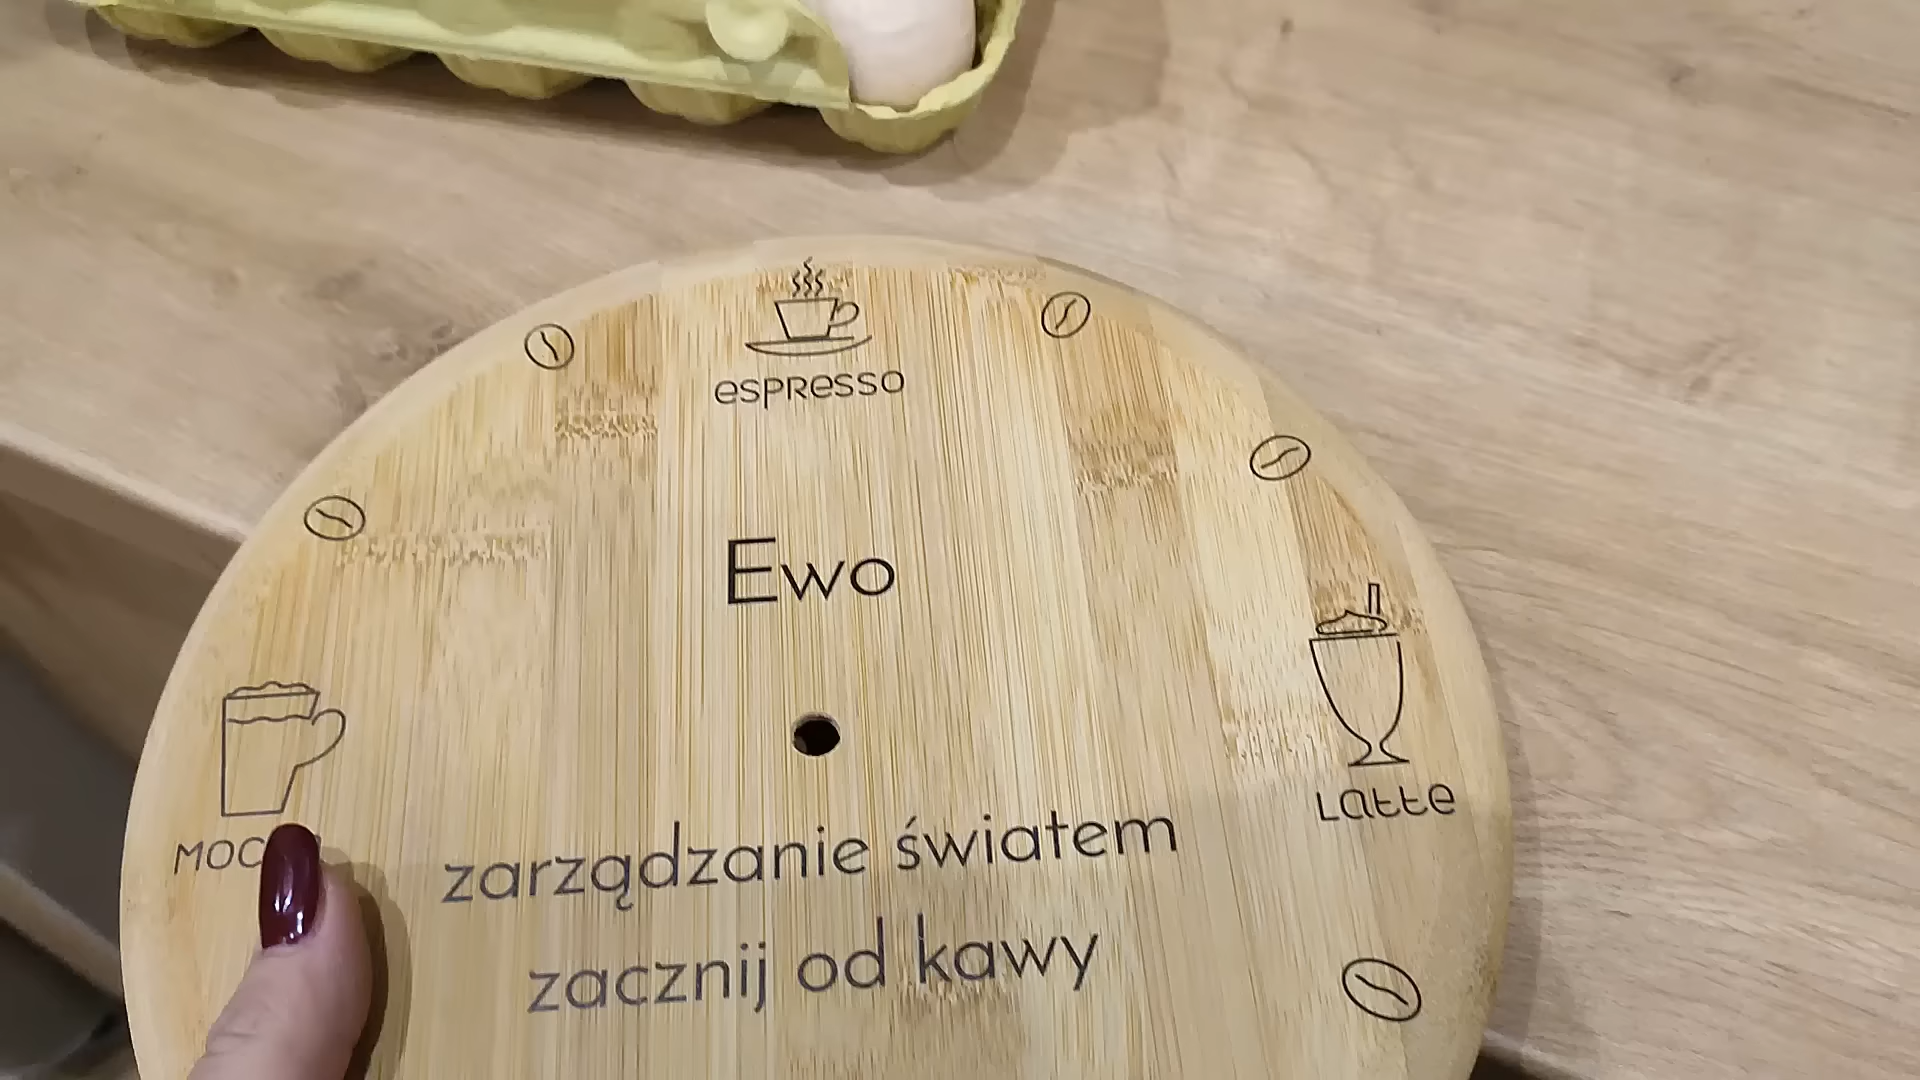 espresso
Ewo
Latte
zarządzanie światem
zacznij od kawy